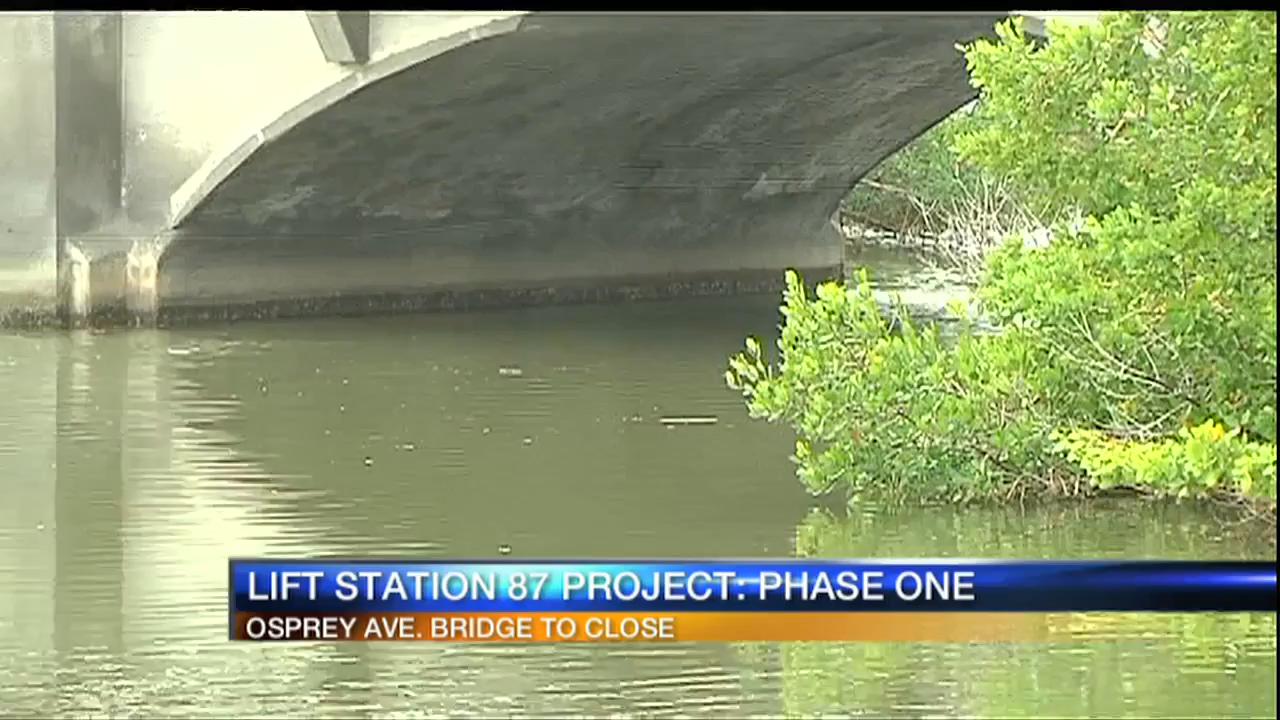 LIFT STATION 87 PROJECT: PHASE ONE
OSPREY AVE. BRIDGE TO CLOSE